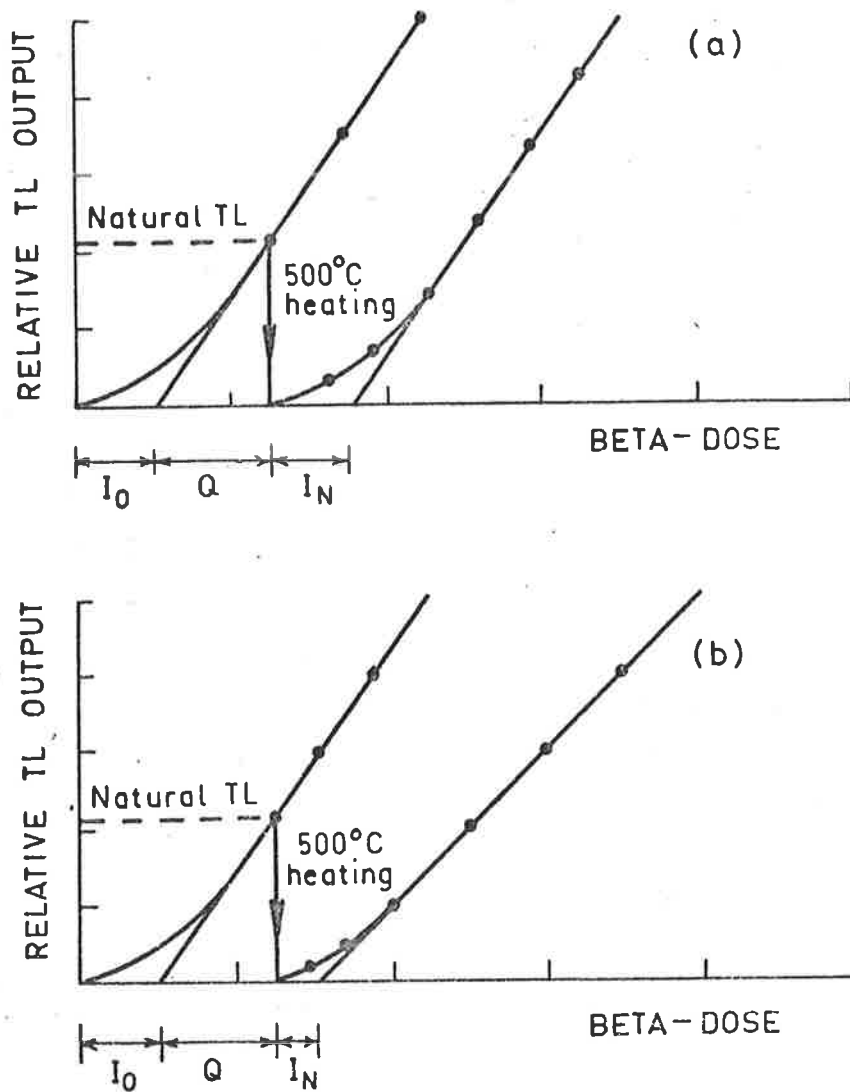 (a)
RELATIVE TL OUTPUT
Natural TL
500°C
heating
BETA-DOSE
I0 Q IN
(b)
RELATIVE TL OUTPUT
Natural TL
500°C
heating
BETA-DOSE
I0 Q IN